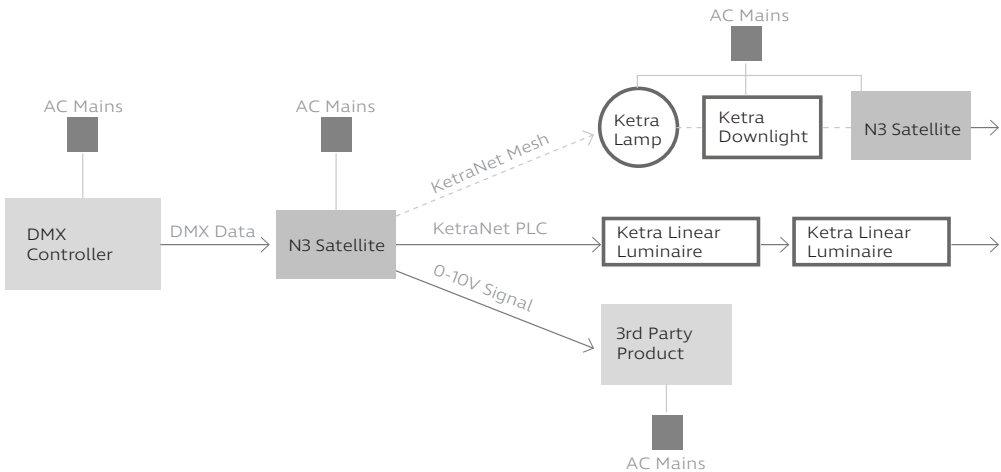 AC Mains
AC Mains
AC Mains
Ketra
Lamp
Ketra
Downlight
N3 Satellite
KetraNet Mesh
DMX
Controller
DMX Data
N3 Satellite
KetraNet PLC
Ketra Linear
Luminaire
Ketra Linear
Luminaire
0-10V Signal
3rd Party
Product
AC Mains